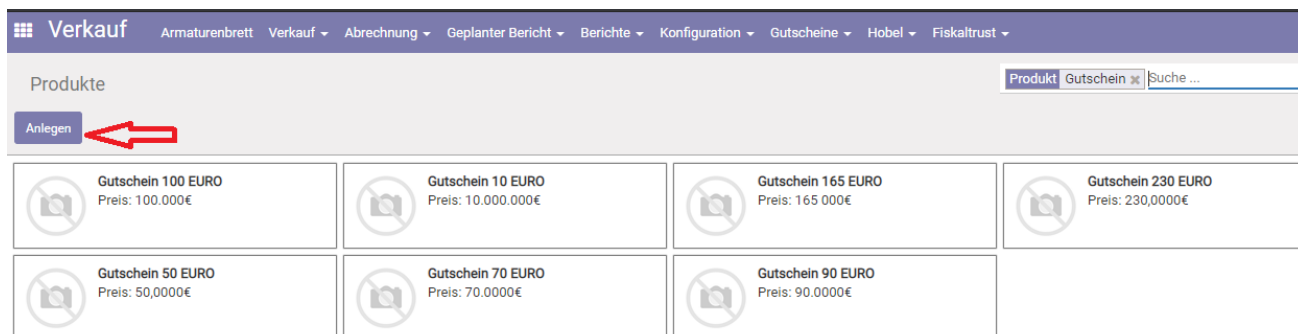 Verkauf Armaturenbrett Verkauf Abrechnung Geplanter Bericht Berichte Konfiguration Gutscheine Hobel Fiskaltrust
Produkte
Produkt Gutschein Suche ...
Anlegen
Gutschein 100 EURO
Preis: 100.000€
Gutschein 10 EURO
Preis: 10.000.000€
Gutschein 165 EURO
Preis: 165 000€
Gutschein 230 EURO
Preis: 230,0000€
Gutschein 50 EURO
Preis: 50,0000€
Gutschein 70 EURO
Preis: 70.0000€
Gutschein 90 EURO
Preis: 90.0000€